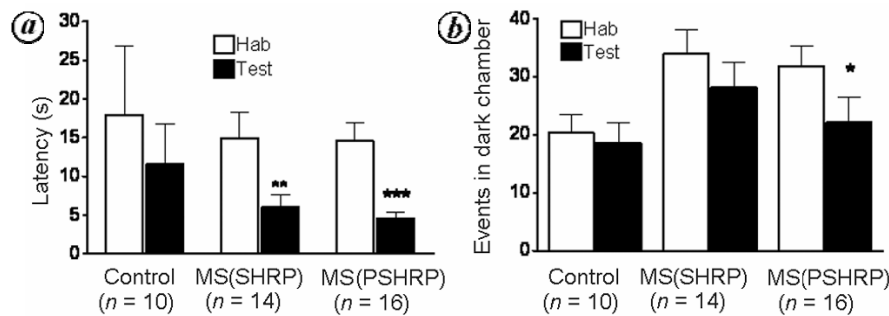 a
30
25
20
15
10
5
0
Latency (s)
Hab
Test
**
***
Control
(n = 10)
MS(SHRP)
(n = 14)
MS(PSHRP)
(n = 16)
b
40
30
20
10
0
Events in dark chamber
Hab
Test
*
Control
(n = 10)
MS(SHRP)
(n = 14)
MS(PSHRP)
(n = 16)